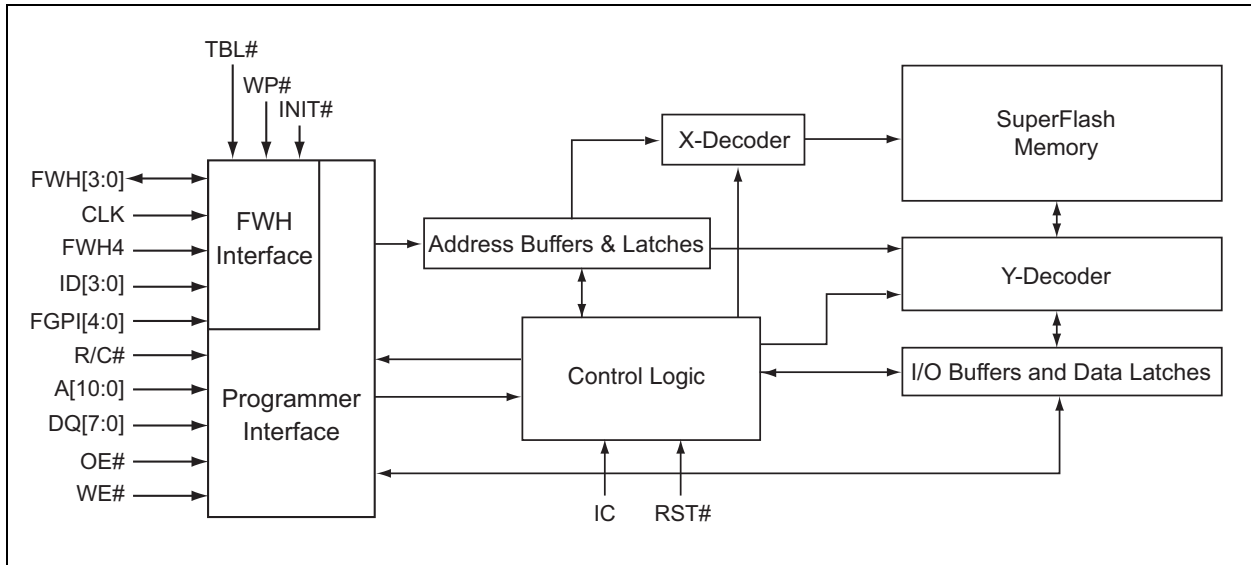 TBL#
WP#
INIT#
FWH[3:0]
CLK
FWH4
ID[3:0]
FGPI[4:0]
R/C#
A[10:0]
DQ[7:0]
OE#
WE#
FWH
Interface
Programmer
Interface
Address Buffers & Latches
X-Decoder
SuperFlash
Memory
Y-Decoder
Control Logic
I/O Buffers and Data Latches
IC
RST#